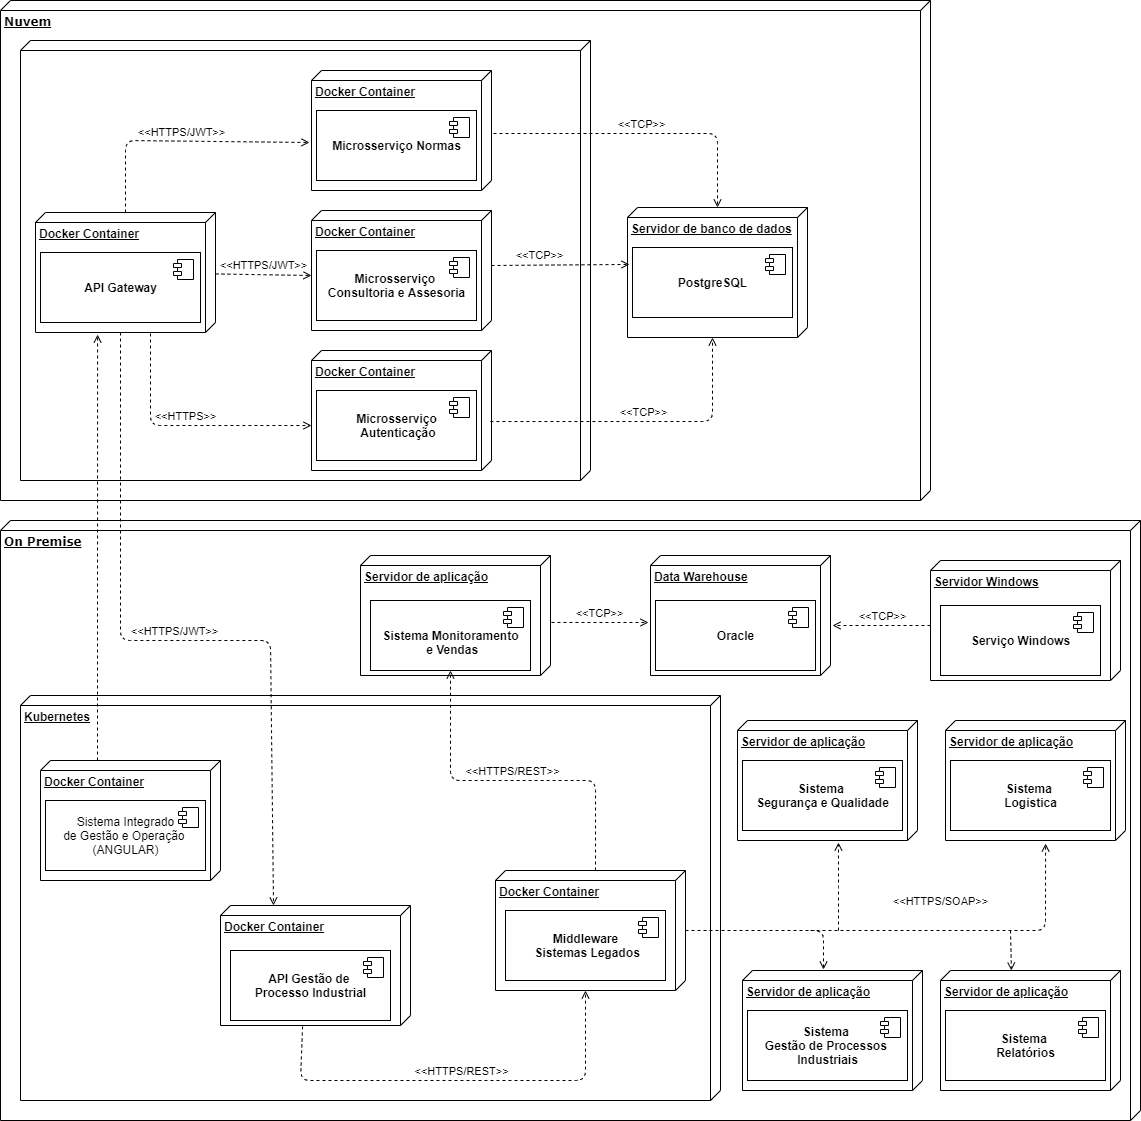 Nuvem
Docker Container
Microsserviço Normas
<<HTTPS/JWT>>
<<TCP>>
Docker Container
API Gateway
<<HTTPS/JWT>>
Docker Container
Microsserviço
Consultoria e Assesoria
<<TCP>>
Servidor de banco de dados
PostgreSQL
<<HTTPS>>
Docker Container
Microsserviço
Autenticação
<<TCP>>
On Premise
Servidor de aplicação
Sistema Monitoramento
e Vendas
<<TCP>>
Data Warehouse
Oracle
<<TCP>>
Servidor Windows
Serviço Windows
<<HTTPS/JWT>>
Kubernetes
Docker Container
Sistema Integrado
de Gestão e Operação
(ANGULAR)
<<HTTPS/REST>>
Servidor de aplicação
Sistema
Segurança e Qualidade
Servidor de aplicação
Sistema
Logistica
Docker Container
API Gestão de
Processo Industrial
Docker Container
Middleware
Sistemas Legados
<<HTTPS/SOAP>>
<<HTTPS/REST>>
Servidor de aplicação
Sistema
Gestão de Processos
Industriais
Servidor de aplicação
Sistema
Relatórios